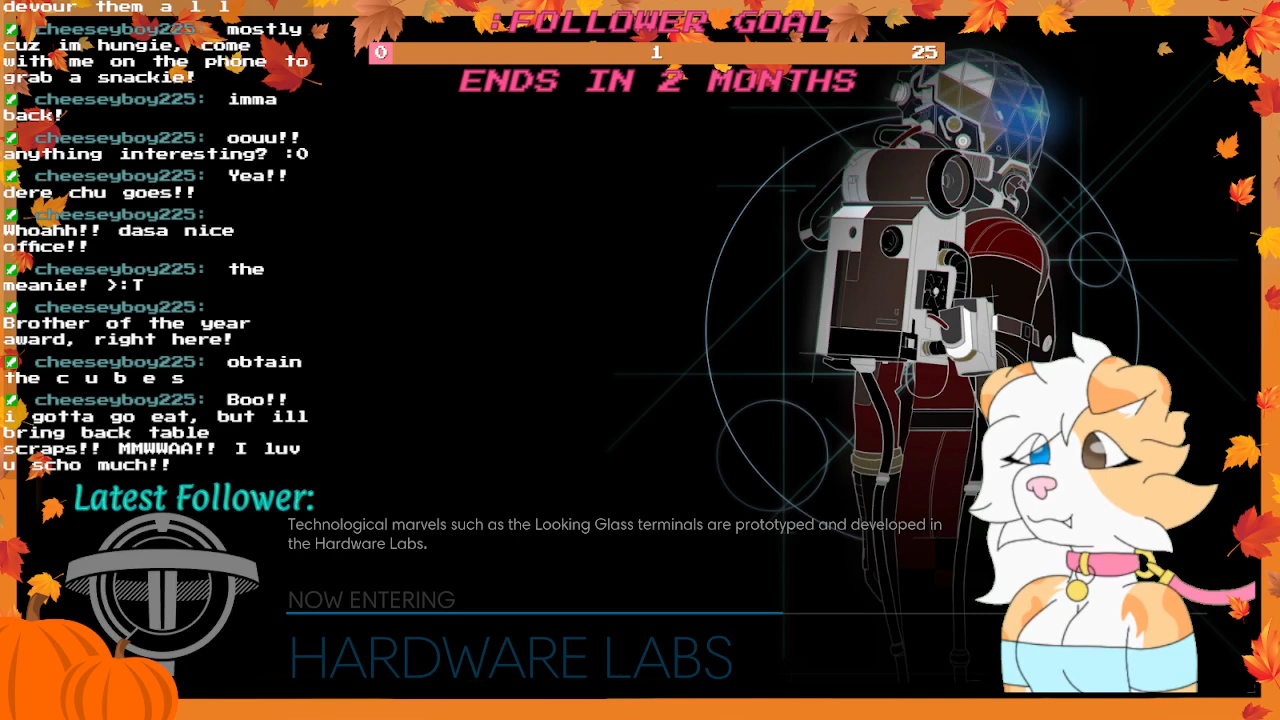 devour them a l l
cheeseyboy225: mostly
cuz im hungie, come
with me on the phone to
grab a snackie!
cheeseyboy225: imma
back!
cheeseyboy225: oouu!!
anything interesting? :O
cheeseyboy225: Yea!!
dere chu goes!!
cheeseyboy225:
Whoahh!! dasa nice
office!!
cheeseyboy225: the
meanie! >:T
cheeseyboy225:
Brother of the year
award, right here!
cheeseyboy225: obtain
the c u b e s
cheeseyboy225: Boo!!
i gotta go eat, but ill
bring back table
scraps!! MMWWAA!! I luv
u scho much!!
Latest Follower:
:FOLLOWER GOAL
0 1 25
ENDS IN 2 MONTHS
Technological marvels such as the Looking Glass terminals are prototyped and developed in
the Hardware Labs.
NOW ENTERING
HARDWARE LABS